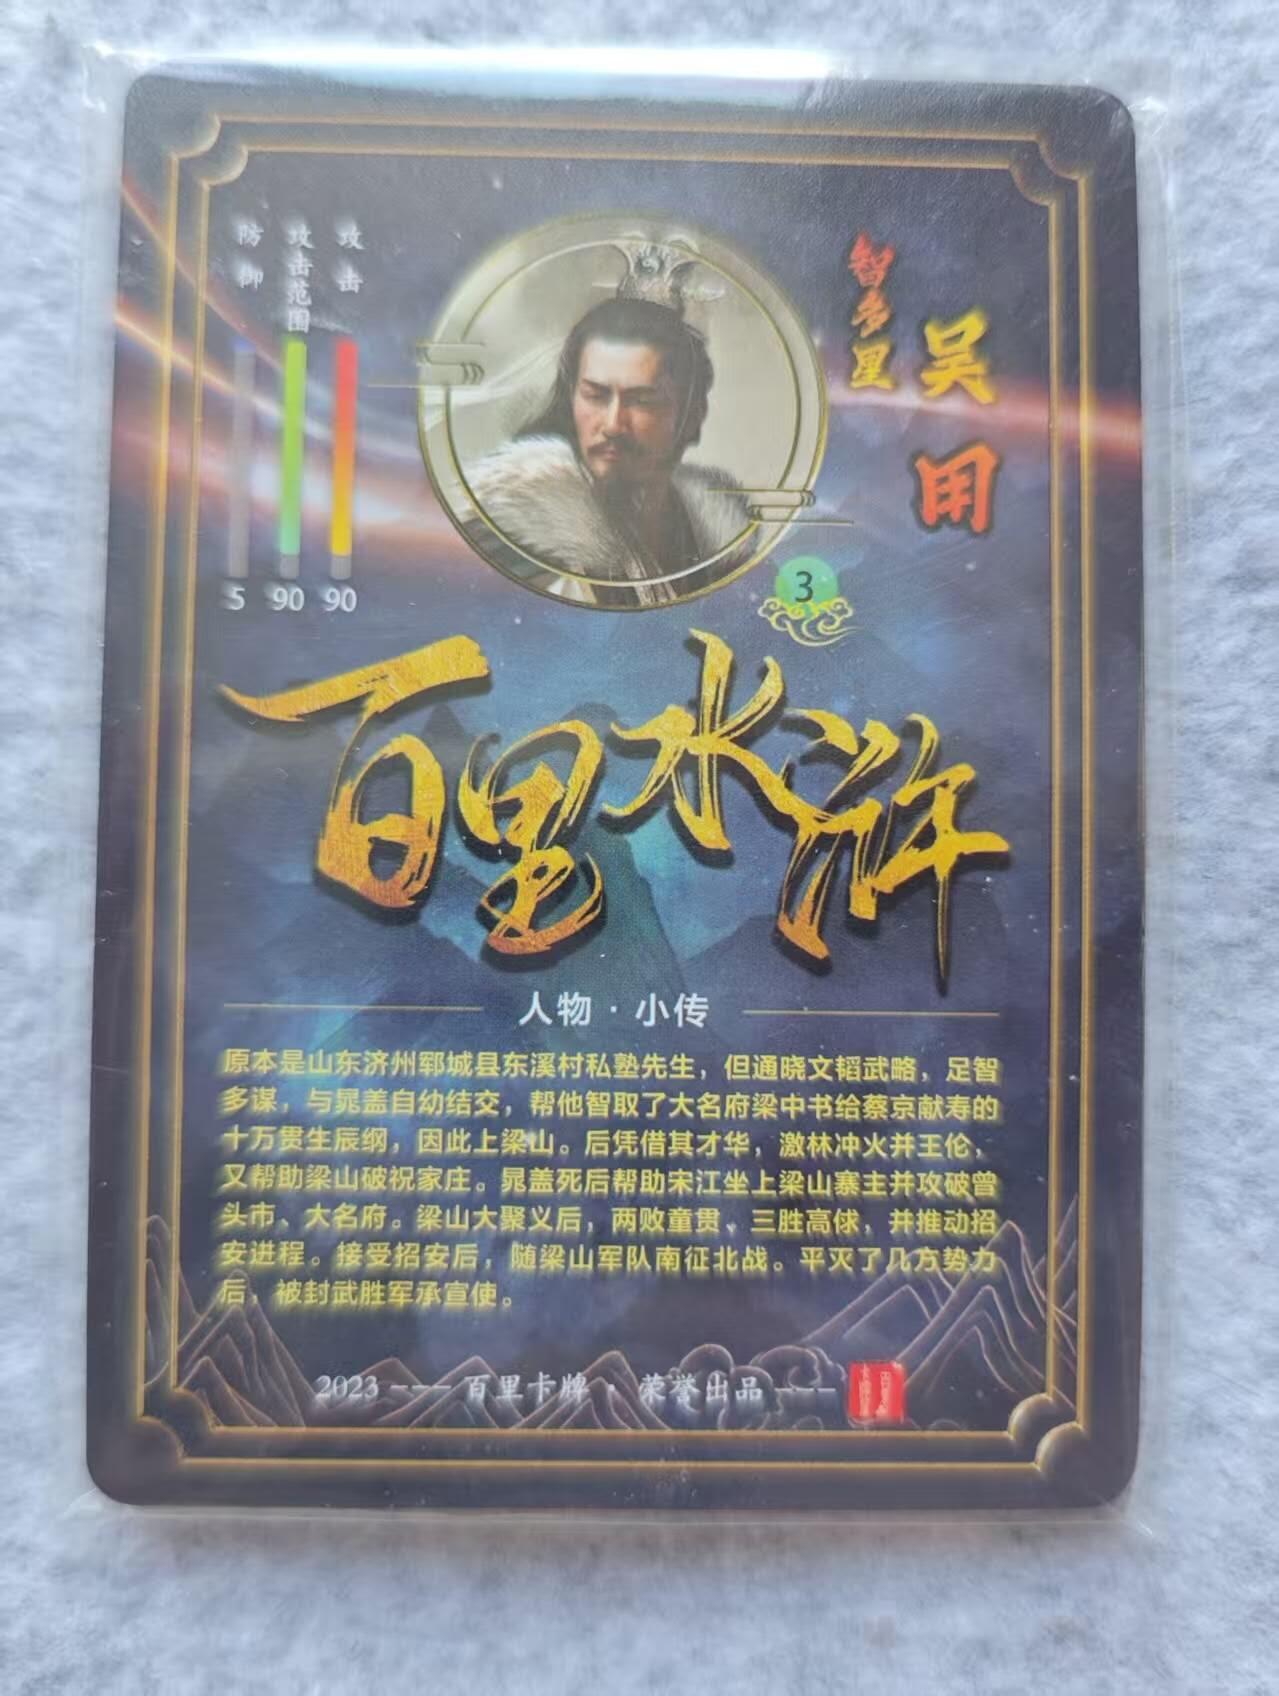 防御
攻击范围
攻击
智多星
吴用
5 90 90
3
百里水浒
人物·小传
原本是山东济州郓城县东溪村私塾先生，但通晓文韬武略，足智
多谋，与晁盖自幼结交，帮他智取了大名府梁中书给蔡京献寿的
十万贯生辰纲，因此上梁山。后凭借其才华，激林冲火并王伦，
又帮助梁山破祝家庄。晁盖死后帮助宋江坐上梁山寨主并攻破曾
头市、大名府。梁山大聚义后，两败童贯、三胜高俅，并推动招
安进程。接受招安后，随梁山军队南征北战。平灭了几方势力
后，被封武胜军承宣使。
2023 --- 百里卡牌·荣誉出品 ---